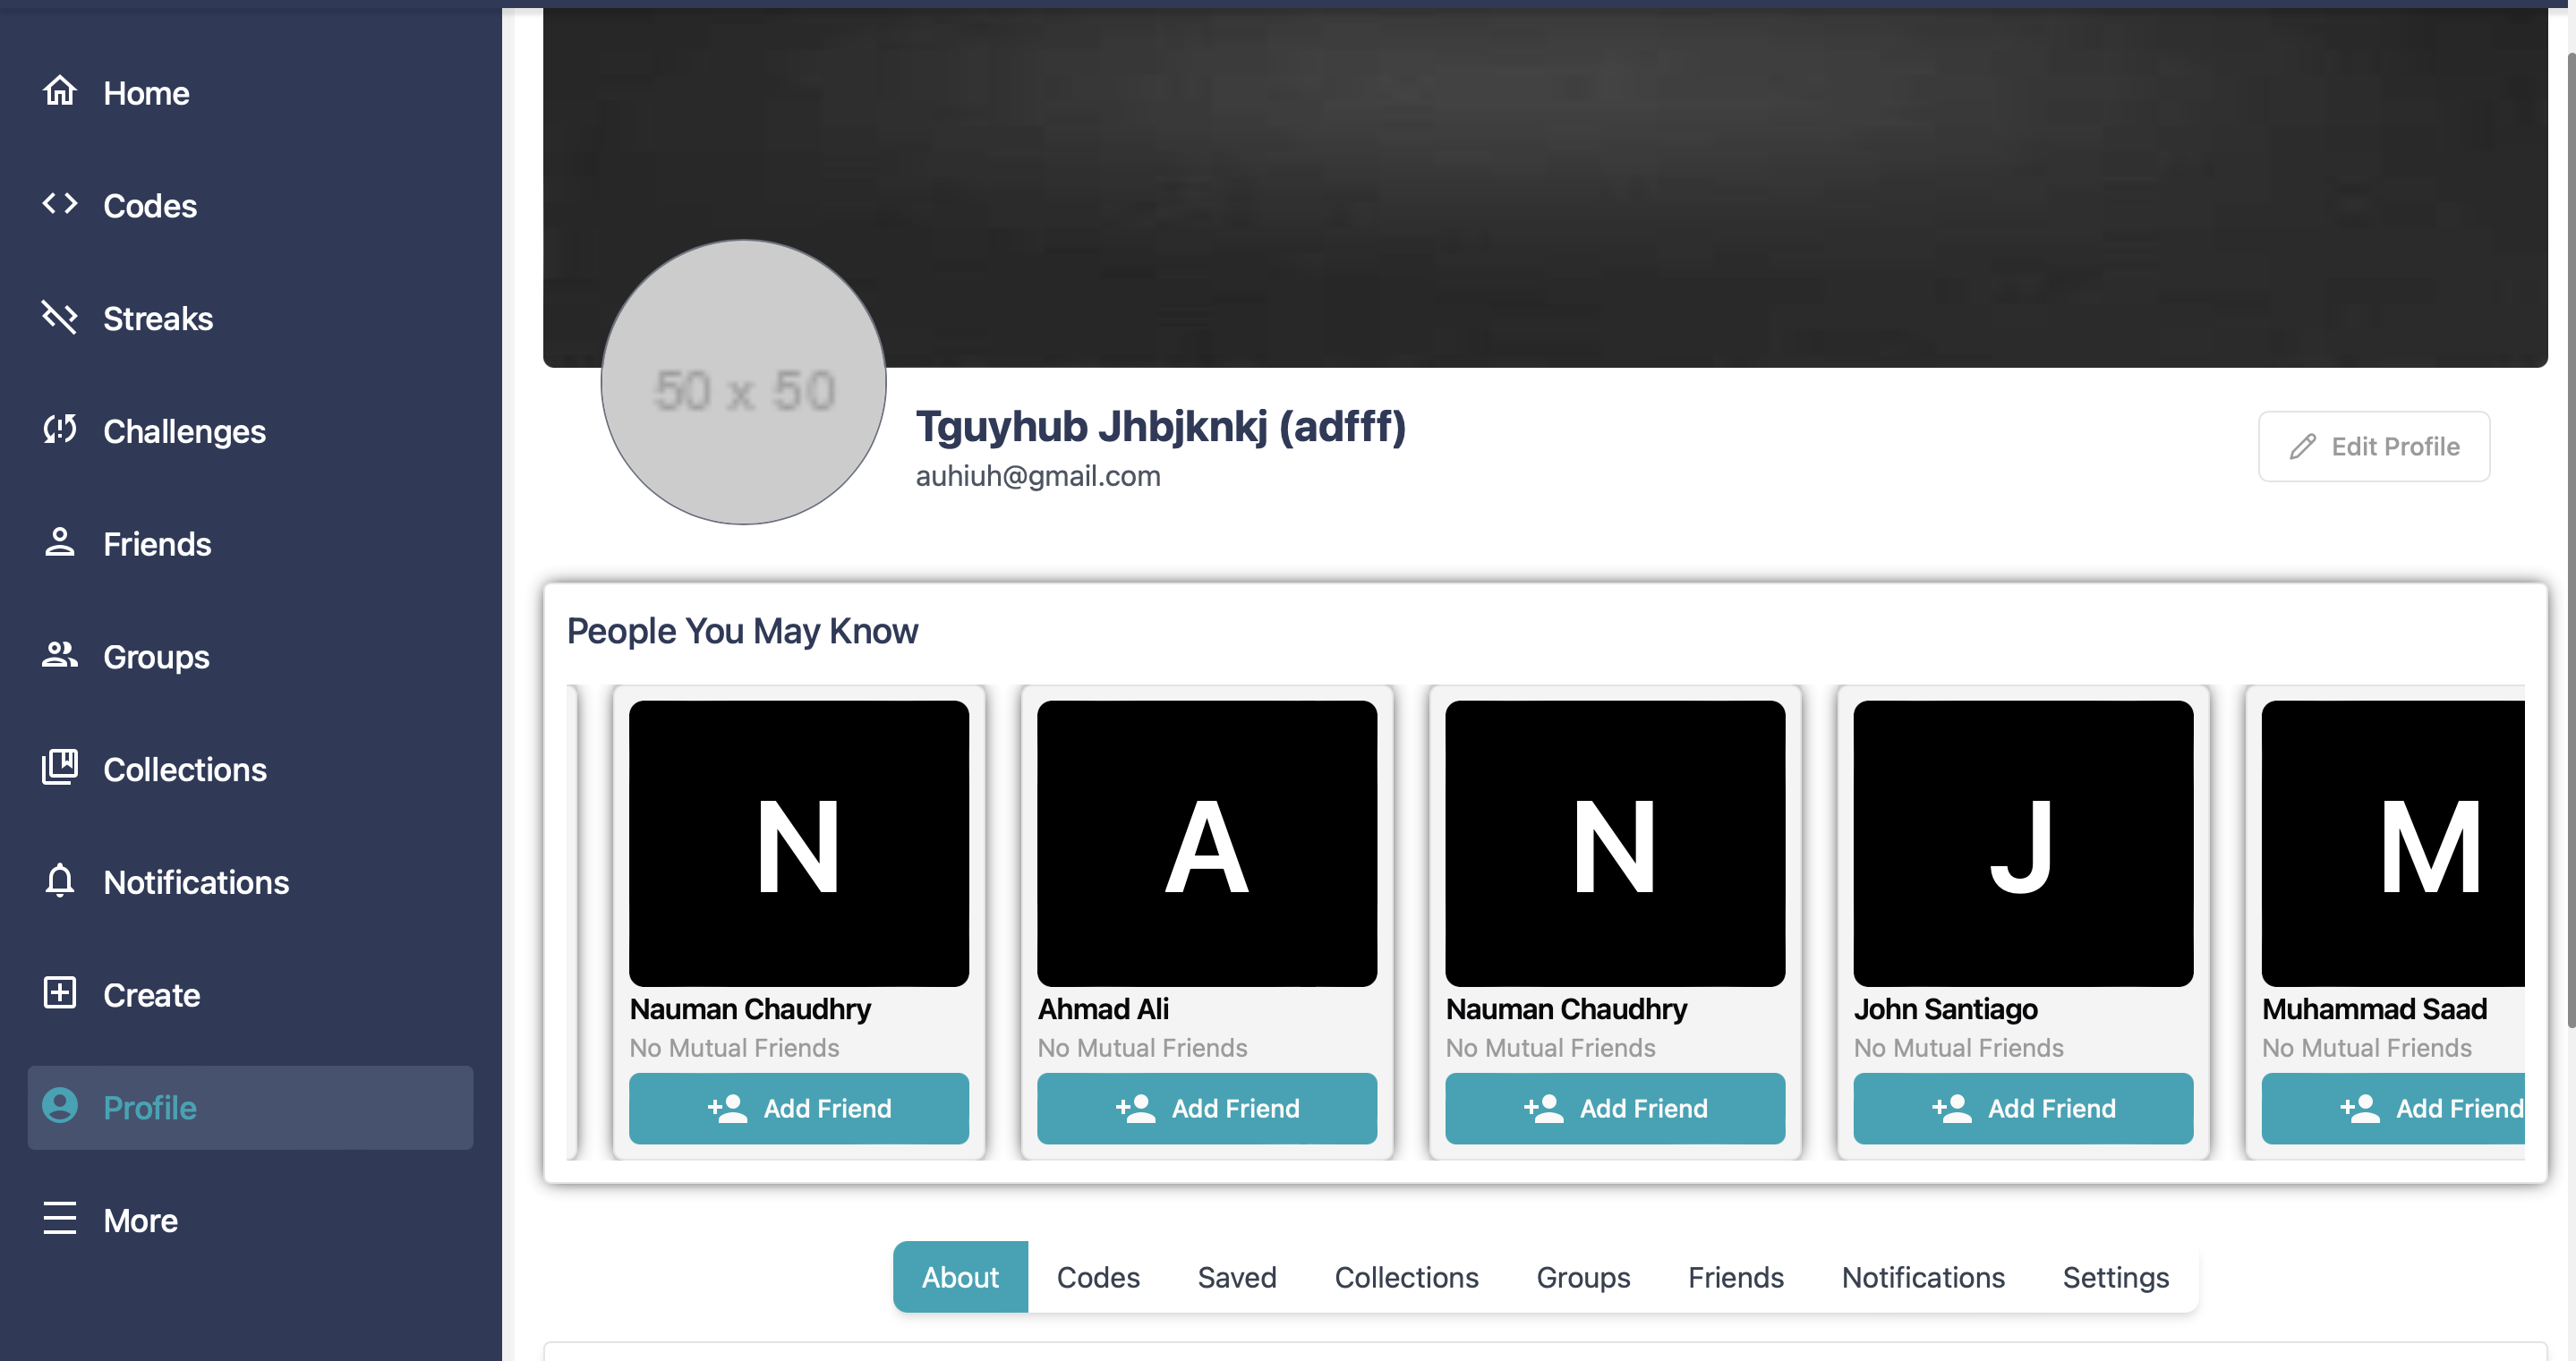 Home
Codes
Streaks
Challenges
Friends
Groups
Collections
Notifications
Create
Profile
More
50 x 50
Tguyhub Jhbjknkj (adfff)
auhiuh@gmail.com
Edit Profile
People You May Know
N
Nauman Chaudhry
No Mutual Friends
Add Friend
A
Ahmad Ali
No Mutual Friends
Add Friend
N
Nauman Chaudhry
No Mutual Friends
Add Friend
J
John Santiago
No Mutual Friends
Add Friend
M
Muhammad Saad
No Mutual Friends
Add Friend
About Codes Saved Collections Groups Friends Notifications Settings